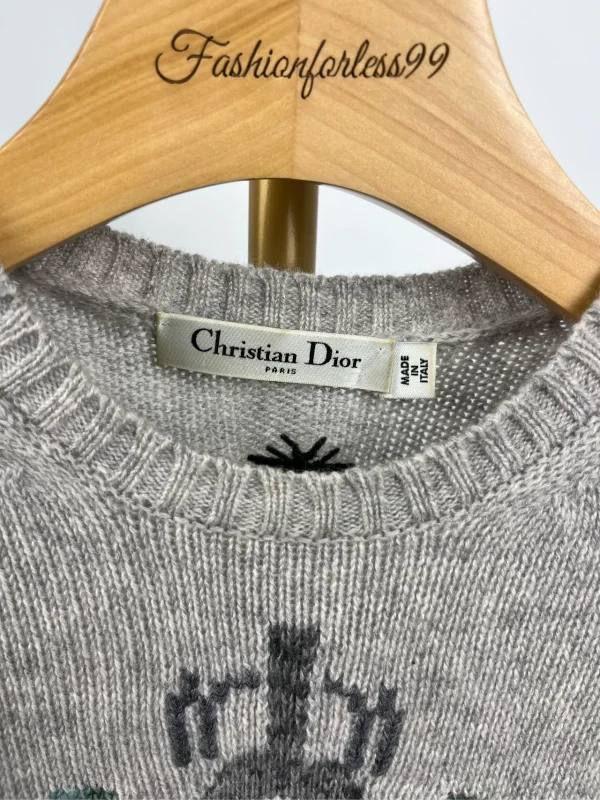 Fashionforless99
Christian Dior
PARIS
MADE
IN
ITALY